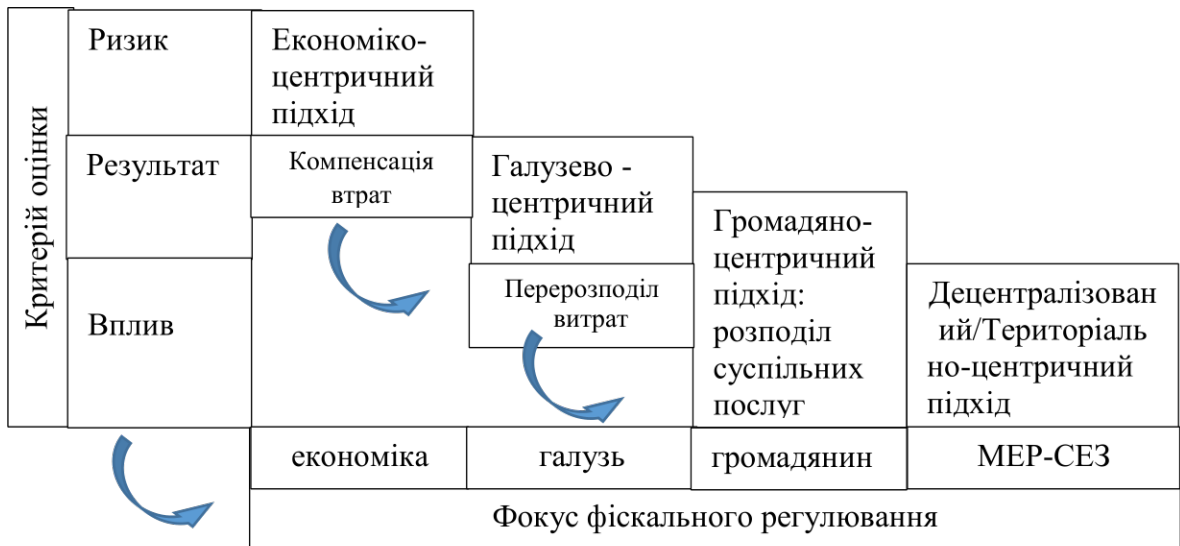 Критерій оцінки
Ризик
Результат
Вплив
Економіко-
центричний
підхід
Компенсація
втрат
Галузево -
центричний
підхід
Перерозподіл
витрат
Громадяно-
центричний
підхід:
розподіл
суспільних
послуг
Децентралізован
ий/Територіаль
но-центричний
підхід
економіка
галузь
громадянин
МЕР-СЕЗ
Фокус фіскального регулювання